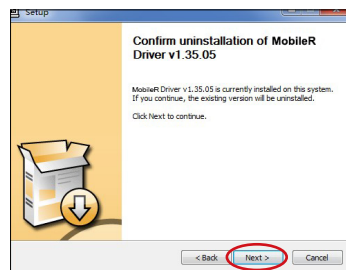 Setup
Confirm uninstallation of MobileR
Driver v1.35.05
MobileR Driver v1.35.05 is currently installed on this system.
If you continue, the existing version will be uninstalled.
Click Next to continue.
< Back Next > Cancel